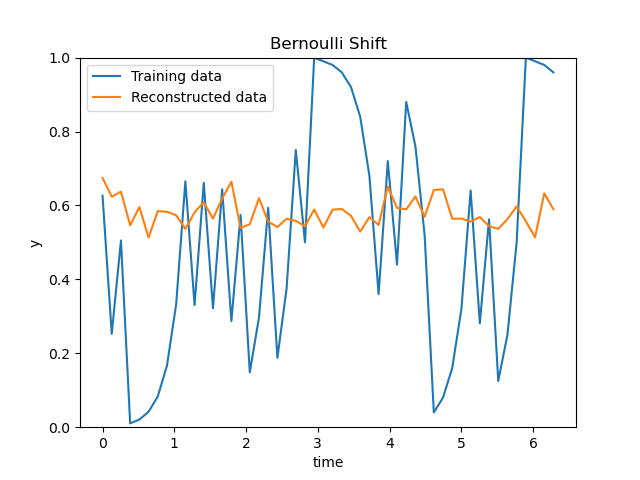 Bernoulli Shift
Training data
Reconstructed data
y
1.0
0.8
0.6
0.4
0.2
0.0
0 1 2 3 4 5 6
time